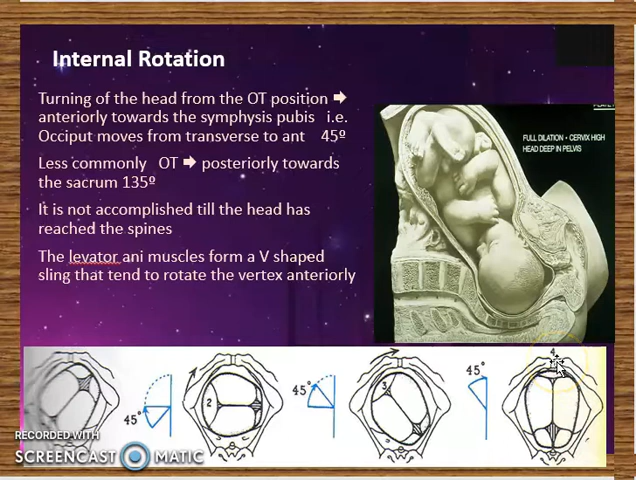 Internal Rotation
Turning of the head from the OT position ➡
anteriorly towards the symphysis pubis i.e.
Occiput moves from transverse to ant 45º
Less commonly OT ➡ posteriorly towards
the sacrum 135º
It is not accomplished till the head has
reached the spines
The levator ani muscles form a V shaped
sling that tend to rotate the vertex anteriorly
FULL DILATION • CERVIX HIGH
HEAD DEEP IN PELVIS
45°
2
45°
3
45°
4
RECORDED WITH
SCREENCAST MATIC